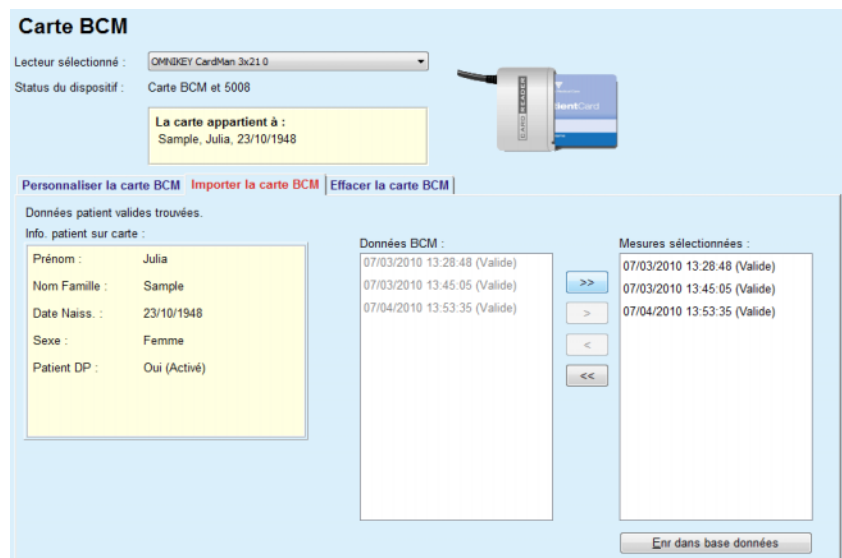 Carte BCM
Lecteur sélectionné :
OMNIKEY CardMan 3x21 0
Status du dispositif :
Carte BCM et 5008
La carte appartient à :
Sample, Julia, 23/10/1948
CARD READER
ientCard
Personnaliser la carte BCM
Importer la carte BCM
Effacer la carte BCM
Données patient valides trouvées.
Info. patient sur carte :
Prénom : Julia
Nom Famille : Sample
Date Naiss. : 23/10/1948
Sexe : Femme
Patient DP : Oui (Activé)
Données BCM :
07/03/2010 13:28:48 (Valide)
07/03/2010 13:45:05 (Valide)
07/04/2010 13:53:35 (Valide)
>>
>
<
<<
Mesures sélectionnées :
07/03/2010 13:28:48 (Valide)
07/03/2010 13:45:05 (Valide)
07/04/2010 13:53:35 (Valide)
Enr dans base données